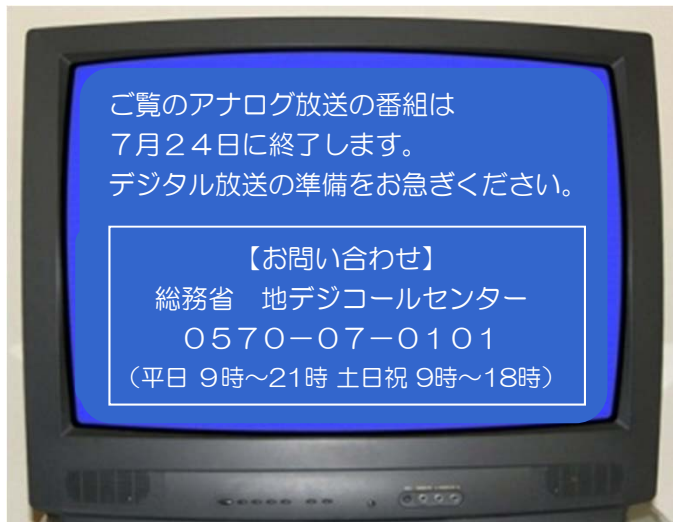 ご覧のアナログ放送の番組は
７月２４日に終了します。
デジタル放送の準備をお急ぎください。
【お問い合わせ】
総務省　地デジコールセンター
０５７０－０７－０１０１
（平日 9時～21時 土日祝 9時～18時）